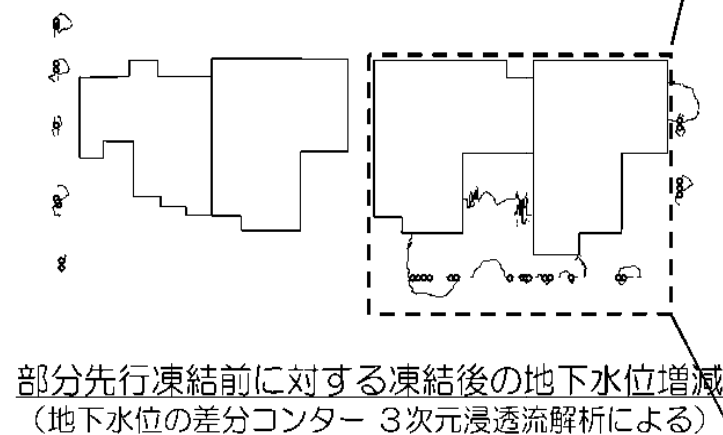 部分先行凍結前に対する凍結後の地下水位増減
（地下水位の差分コンター ３次元浸透流解析による）